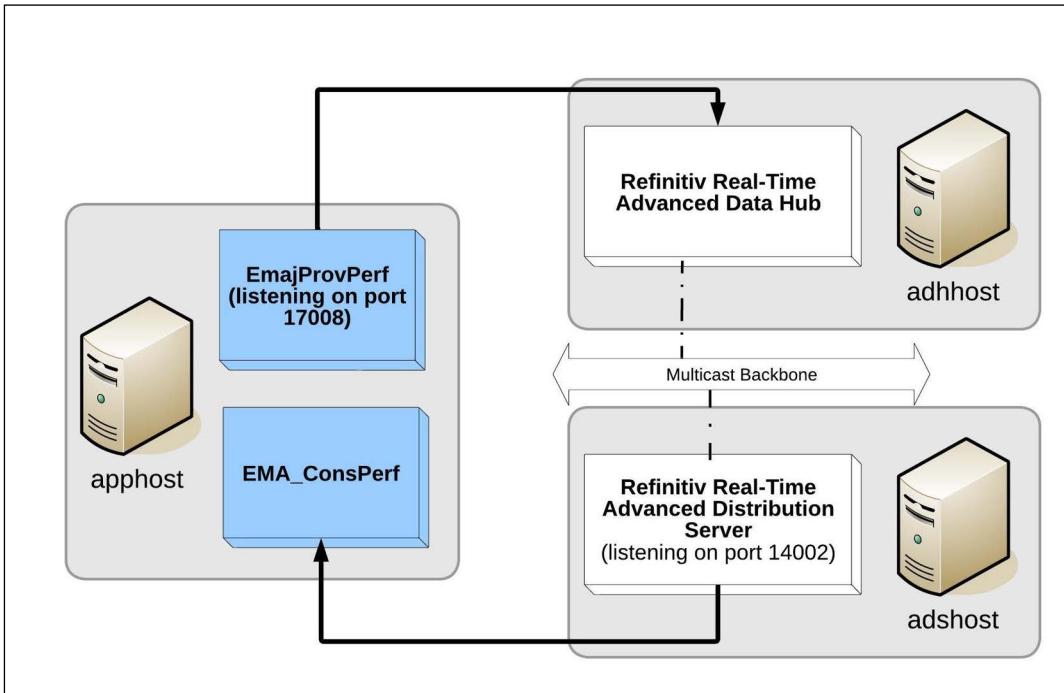 Refinitiv Real-Time
Advanced Data Hub
adhhost
EmajProvPerf
(listening on port
17008)
Multicast Backbone
EMA_ConsPerf
apphost
Refinitiv Real-Time
Advanced Distribution
Server
(listening on port 14002)
adshost